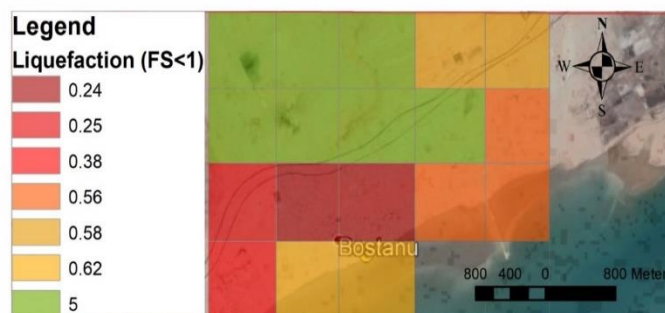 Legend
Liquefaction (FS<1)
0.24
0.25
0.38
0.56
0.58
0.62
5
N
W E
S
Bostanu
800 400 0 800 Meter